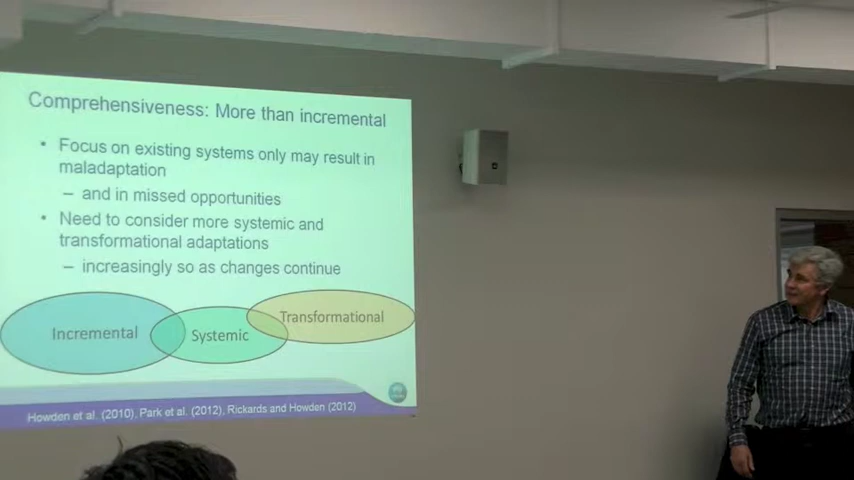 Comprehensiveness: More than incremental
• Focus on existing systems only may result in
maladaptation
– and in missed opportunities
• Need to consider more systemic and
transformational adaptations
– increasingly so as changes continue
Incremental
Systemic
Transformational
Howden et al. (2010), Park et al. (2012), Rickards and Howden (2012)